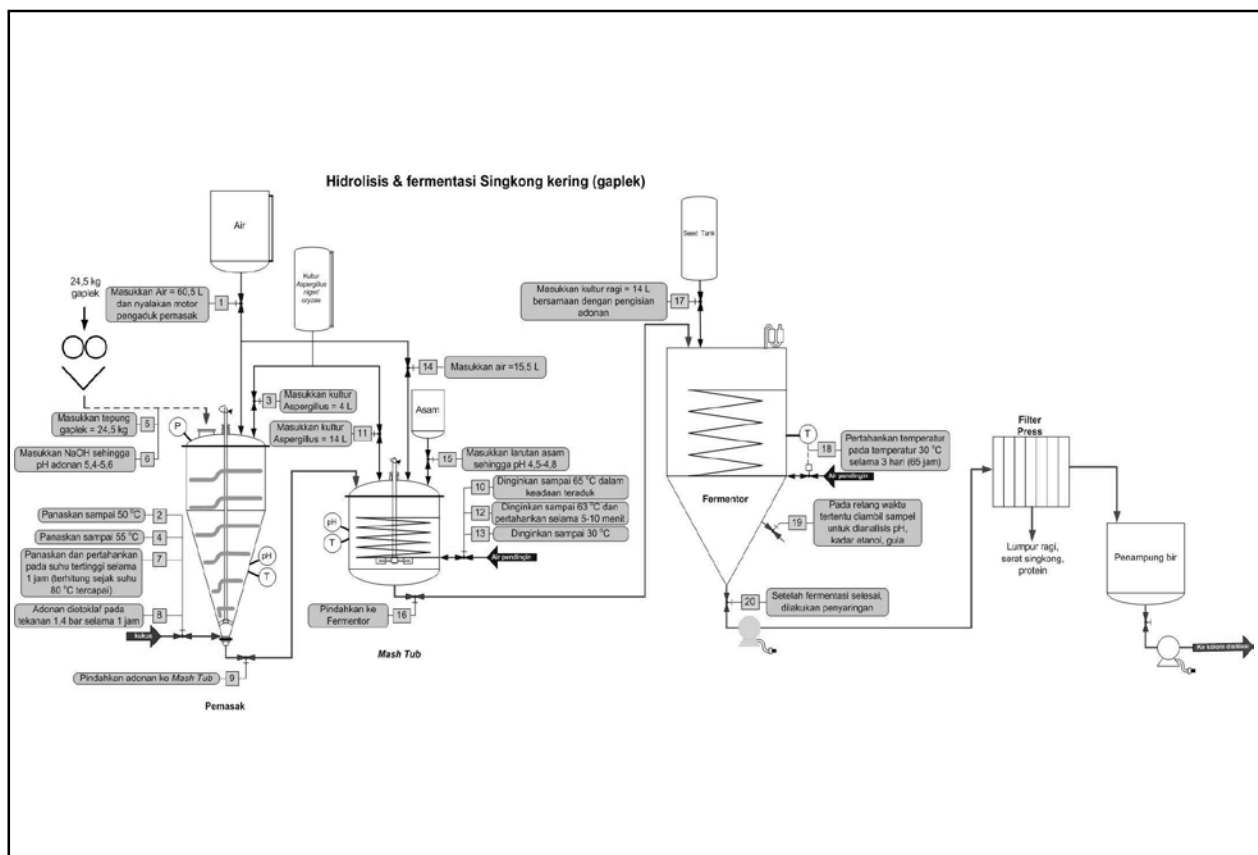 Hidrolisis & fermentasi Singkong kering (gaplek)
Air
24,5 kg
gaplek
Masukkan Air = 60,5 L
dan nyalakan motor
pengaduk pemasak
1
Kultur
Aspergillus
niger/
oryzae
Seed Tank
Masukkan kultur ragi = 14 L
bersamaan dengan pengisian
adonan
17
14
Masukkan air =15,5 L
3
Masukkan kultur
Aspergillus = 4 L
Masukkan kultur
Aspergillus = 14 L
11
Asam
Masukkan tepung
gaplek = 24,5 kg
5
Masukkan NaOH sehingga
pH adonan 5,4-5,6
6
P
15
Masukkan larutan asam
sehingga pH 4,5-4,8
10
Dinginkan sampai 65 °C dalam
keadaan teraduk
12
Dinginkan sampai 63 °C dan
pertahankan selama 5-10 menit
13
Dinginkan sampai 30 °C
Air pendingin
pH
T
Panaskan sampai 50 °C
2
Panaskan sampai 55 °C
4
Panaskan dan pertahankan
pada suhu tertinggi selama
1 jam (terhitung sejak suhu
80 °C tercapai)
7
Adonan diotoklaf pada
tekanan 1,4 bar selama 1 jam
8
kukus
pH
T
Pindahkan adonan ke Mash Tub
9
Pemasak
Pindahkan ke
Fermentor
16
Mash Tub
Fermentor
T
18
Pertahankan temperatur
pada temperatur 30 °C
selama 3 hari (65 jam)
Air pendingin
19
Pada retang waktu
tertentu diambil sampel
untuk dianalisis pH,
kadar etanol, gula
20
Setelah fermentasi selesai,
dilakukan penyaringan
Filter
Press
Lumpur ragi,
serat singkong,
protein
Penampung bir
Ke kolom distilasi